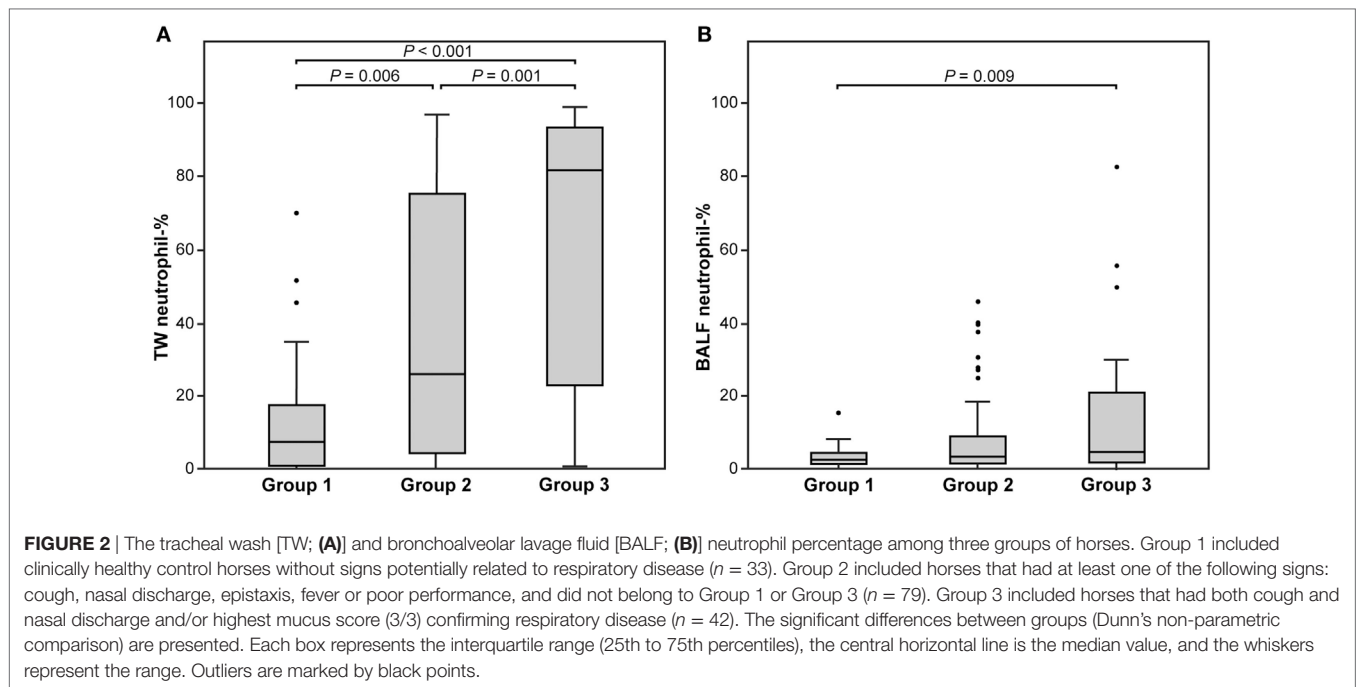 A
B
P < 0.001
P = 0.006
P = 0.001
P = 0.009
TW neutrophil-%
100
80
60
40
20
0
Group 1
Group 2
Group 3
BALF neutrophil-%
100
80
60
40
20
0
Group 1
Group 2
Group 3
FIGURE 2 | The tracheal wash [TW; (A)] and bronchoalveolar lavage fluid [BALF; (B)] neutrophil percentage among three groups of horses. Group 1 included
clinically healthy control horses without signs potentially related to respiratory disease (n = 33). Group 2 included horses that had at least one of the following signs:
cough, nasal discharge, epistaxis, fever or poor performance, and did not belong to Group 1 or Group 3 (n = 79). Group 3 included horses that had both cough and
nasal discharge and/or highest mucus score (3/3) confirming respiratory disease (n = 42). The significant differences between groups (Dunn's non-parametric
comparison) are presented. Each box represents the interquartile range (25th to 75th percentiles), the central horizontal line is the median value, and the whiskers
represent the range. Outliers are marked by black points.